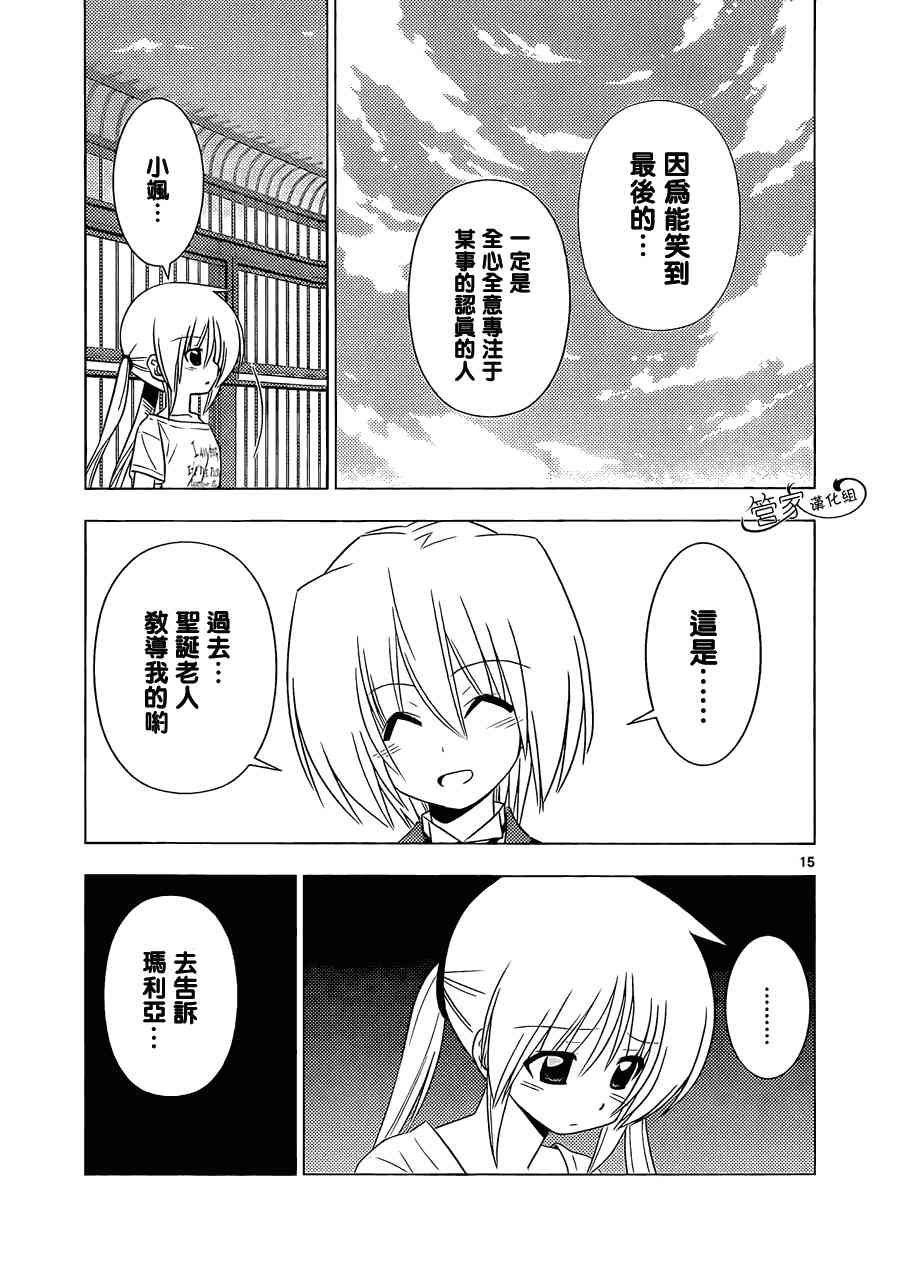 因為能笑到
最後的…
一定是
全心全意專注于
某事的認眞的人
小颯…
管家
漢化組
這是……
過去…
聖誕老人
教導我的喲
15
………
去告訴
瑪利亞…